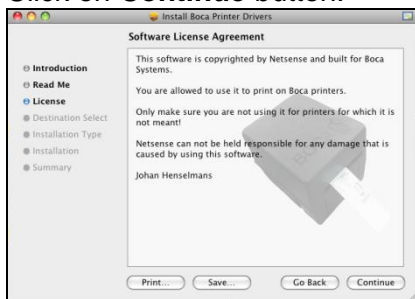 Install Boca Printer Drivers
Software License Agreement
Introduction
Read Me
License
Destination Select
Installation Type
Installation
Summary
This software is copyrighted by Netsense and built for Boca
Systems.
You are allowed to use it to print on Boca printers.
Only make sure you are not using it for printers for which it is
not meant!
Netsense can not be held responsible for any damage that is
caused by using this software.
Johan Henselmans
Print...
Save...
Go Back
Continue